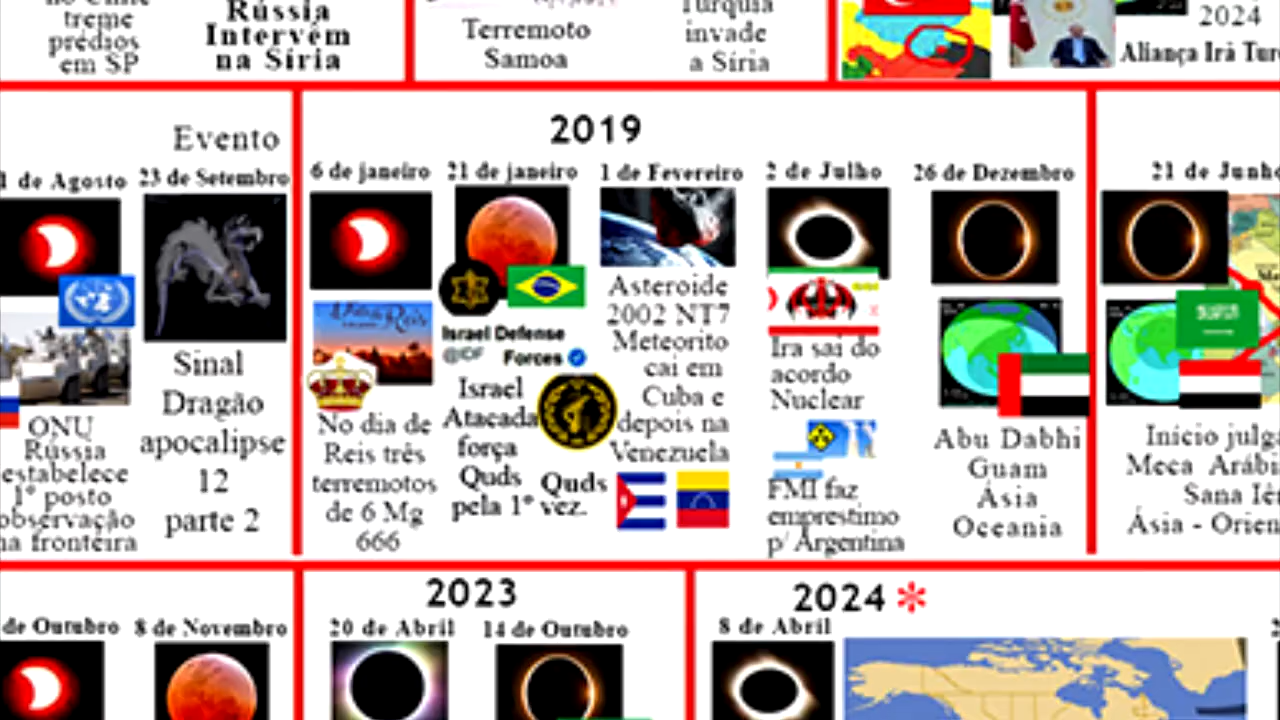 treme
prédios
em SP
Rússia
Intervém
na Síria
Terremoto
Samoa
Turquia
invade
a Síria
2024
Aliança Irã Tur
Evento
1 de Agosto
23 de Setembro
ONU
Rússia
estabelece
1º posto
observação
na fronteira
Sinal
Dragão
apocalipse
12
parte 2
2019
6 de janeiro
21 de janeiro
1 de Fevereiro
2 de Julho
26 de Dezembro
No dia de
Reis três
terremotos
de 6 Mg
666
Israel Defense
@IDF Forces
Israel
Atacada
força
Quds Quds
pela 1º vez.
Asteroide
2002 NT7
Meteorito
cai em
Cuba e
depois na
Venezuela
Ira sai do
acordo
Nuclear
FMI faz
emprestimo
p/ Argentina
Abu Dabhi
Guam
Ásia
Oceania
21 de Junh
Início julg
Meca Arábi
Sana Iê
Ásia - Orien
de Outubro
8 de Novembro
2023
20 de Abril
14 de Outubro
2024 *
8 de Abril